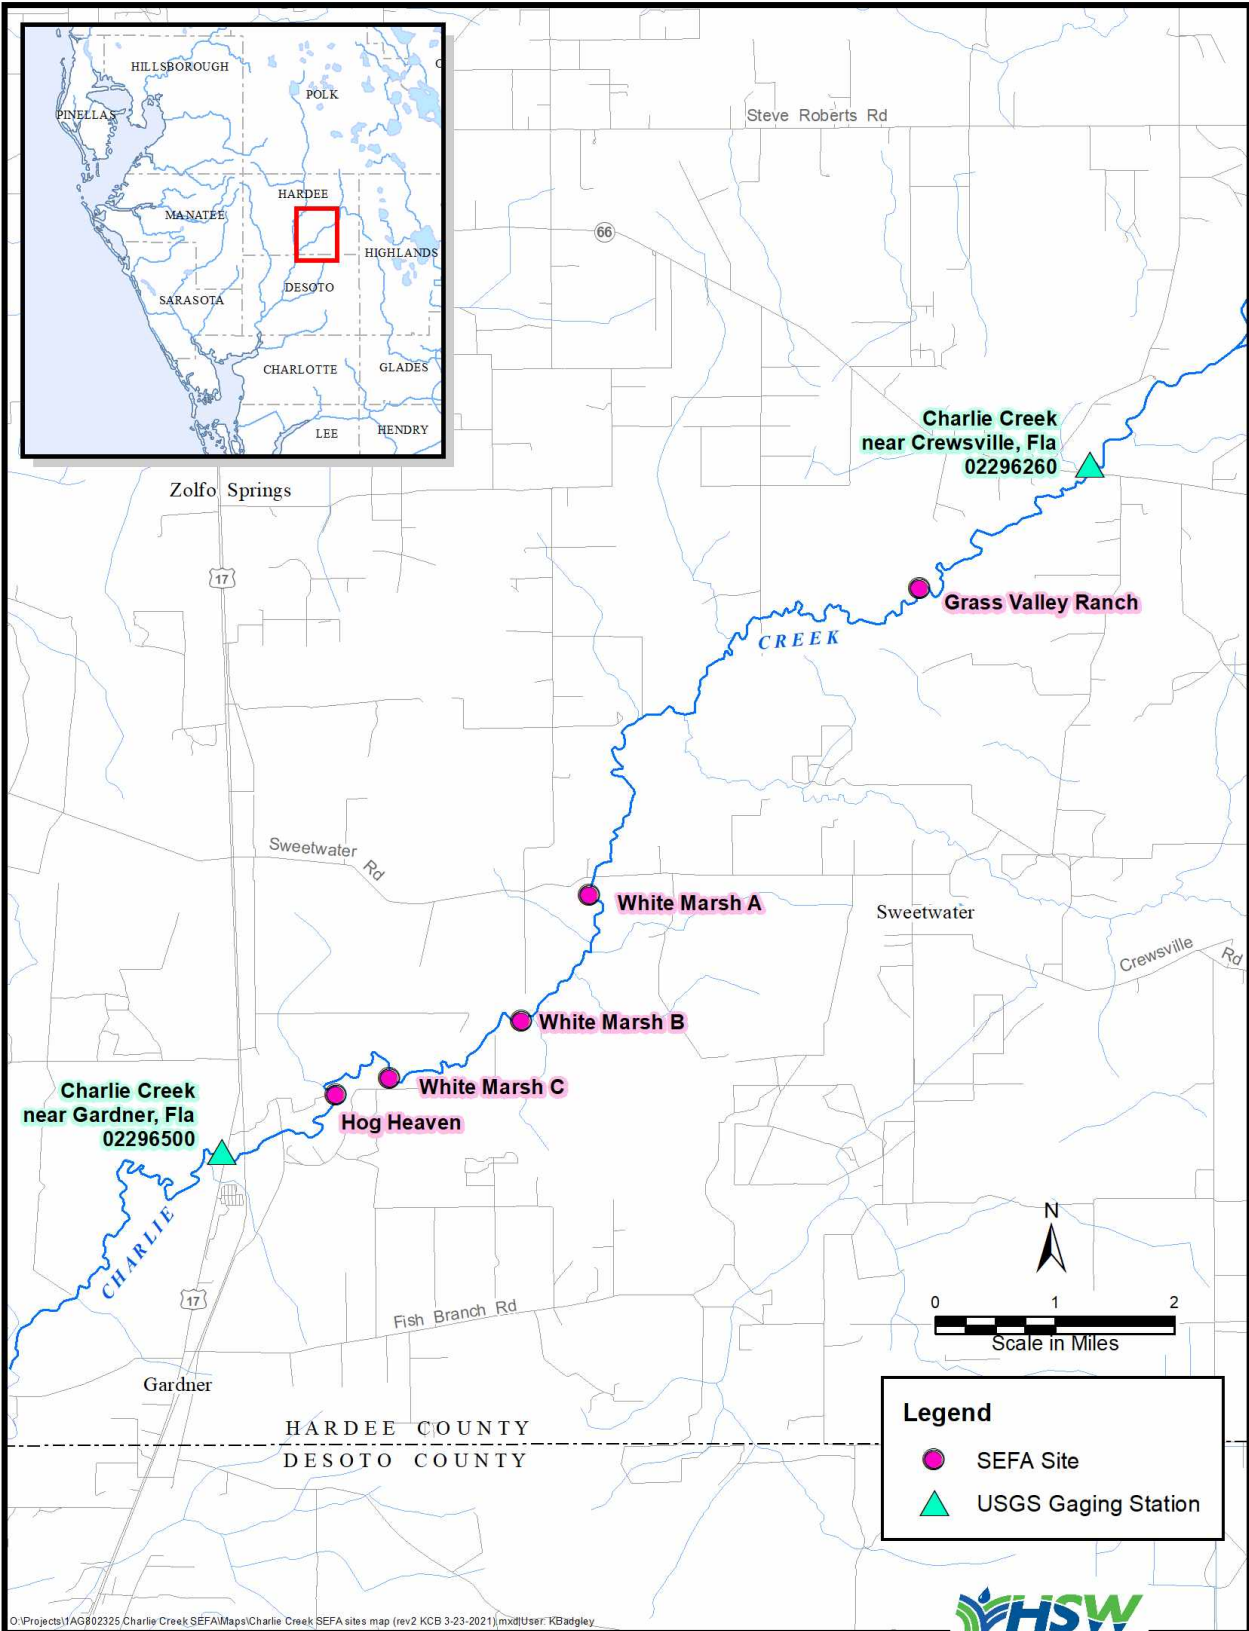 HILLSBOROUGH
POLK
PINELLAS
HARDEE
MANATEE
HIGHLANDS
DESOTO
SARASOTA
CHARLOTTE
GLADES
LEE
HENDRY
Steve Roberts Rd
66
Charlie Creek
near Crewsville, Fla
02296260
Zolfo Springs
17
Grass Valley Ranch
CREEK
Sweetwater Rd
White Marsh A
Sweetwater
Crewsville Rd
White Marsh B
White Marsh C
Hog Heaven
Charlie Creek
near Gardner, Fla
02296500
CHARLIE
17
N
0 1 2
Scale in Miles
Fish Branch Rd
Gardner
HARDEE COUNTY
DESOTO COUNTY
Legend
SEFA Site
USGS Gaging Station
HSW
O:\Projects\1AG802325 Charlie Creek SEFA\Maps\Charlie Creek SEFA sites map (rev2 KCB 3-23-2021).mxd|User: KBadgley